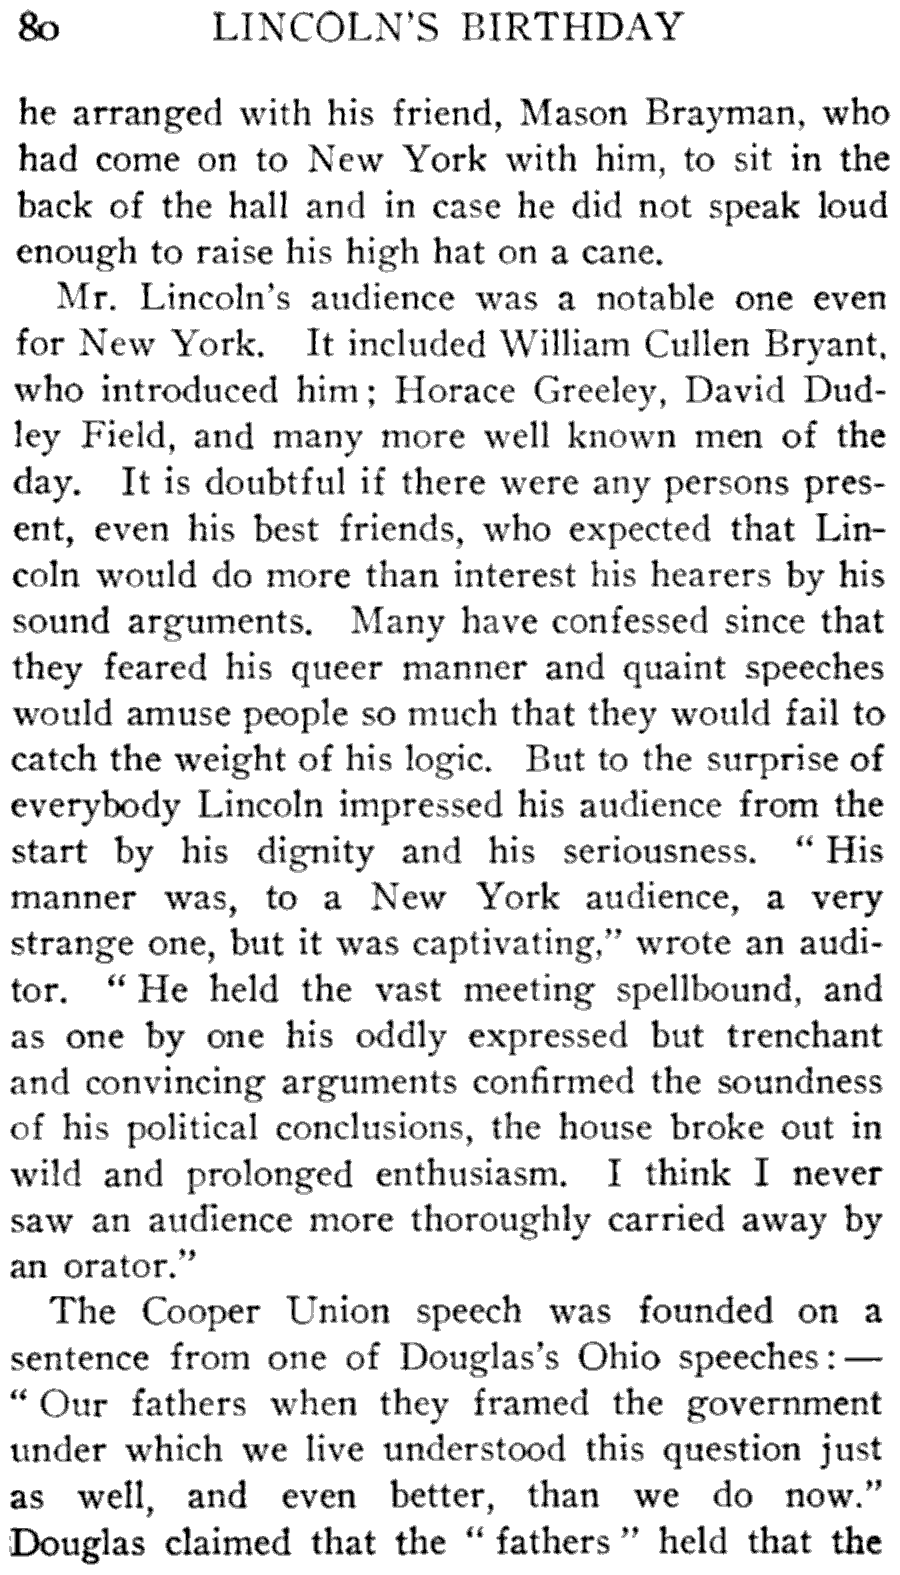 80 LINCOLN'S BIRTHDAY
he arranged with his friend, Mason Brayman, who
had come on to New York with him, to sit in the
back of the hall and in case he did not speak loud
enough to raise his high hat on a cane.
Mr. Lincoln's audience was a notable one even
for New York. It included William Cullen Bryant,
who introduced him; Horace Greeley, David Dud-
ley Field, and many more well known men of the
day. It is doubtful if there were any persons pres-
ent, even his best friends, who expected that Lin-
coln would do more than interest his hearers by his
sound arguments. Many have confessed since that
they feared his queer manner and quaint speeches
would amuse people so much that they would fail to
catch the weight of his logic. But to the surprise of
everybody Lincoln impressed his audience from the
start by his dignity and his seriousness. “His
manner was, to a New York audience, a very
strange one, but it was captivating,” wrote an audi-
tor. “He held the vast meeting spellbound, and
as one by one his oddly expressed but trenchant
and convincing arguments confirmed the soundness
of his political conclusions, the house broke out in
wild and prolonged enthusiasm. I think I never
saw an audience more thoroughly carried away by
an orator.”
The Cooper Union speech was founded on a
sentence from one of Douglas's Ohio speeches:—
“Our fathers when they framed the government
under which we live understood this question just
as well, and even better, than we do now.”
Douglas claimed that the “fathers” held that the